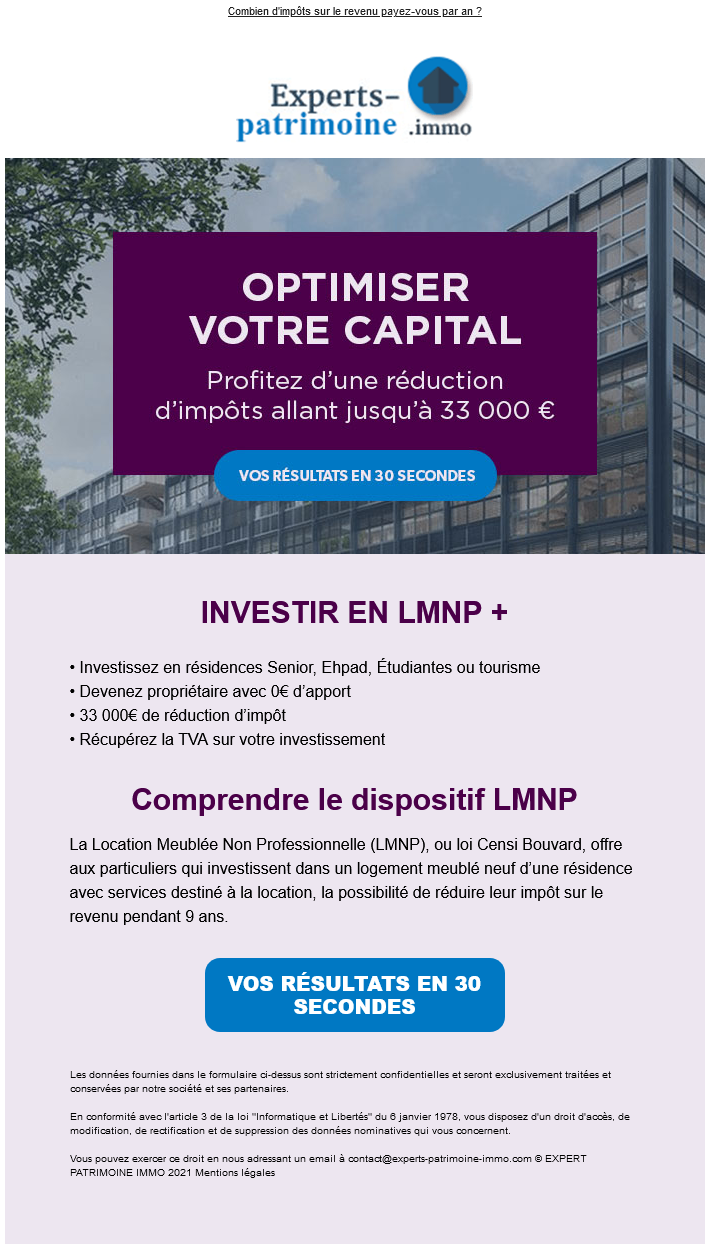 Combien d'impôts sur le revenu payez-vous par an ?
Experts-
patrimoine .immo
OPTIMISER
VOTRE CAPITAL
Profitez d’une réduction
d’impôts allant jusqu’à 33 000 €
VOS RÉSULTATS EN 30 SECONDES
INVESTIR EN LMNP +
• Investissez en résidences Senior, Ehpad, Étudiantes ou tourisme
• Devenez propriétaire avec 0€ d’apport
• 33 000€ de réduction d’impôt
• Récupérez la TVA sur votre investissement
Comprendre le dispositif LMNP
La Location Meublée Non Professionnelle (LMNP), ou loi Censi Bouvard, offre
aux particuliers qui investissent dans un logement meublé neuf d’une résidence
avec services destiné à la location, la possibilité de réduire leur impôt sur le
revenu pendant 9 ans.
VOS RÉSULTATS EN 30
SECONDES
Les données fournies dans le formulaire ci-dessus sont strictement confidentielles et seront exclusivement traitées et
conservées par notre société et ses partenaires.
En conformité avec l'article 3 de la loi "Informatique et Libertés" du 6 janvier 1978, vous disposez d'un droit d'accès, de
modification, de rectification et de suppression des données nominatives qui vous concernent.
Vous pouvez exercer ce droit en nous adressant un email à contact@experts-patrimoine-immo.com © EXPERT
PATRIMOINE IMMO 2021 Mentions légales